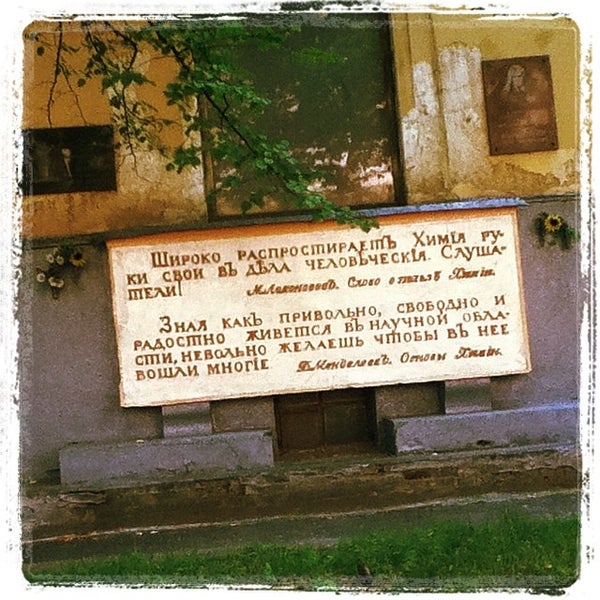 Широко распростираетъ Химія ру-
ки свои въ дѣла человѣческія. Слуша-
тели! М.Ломоносовъ. Слово о пользѣ Химіи.
Зная какъ привольно, свободно и
радостно живется въ научной обла-
сти, невольно желаешь чтобы въ нее
вошли многіе Д.Менделеевъ. Основы Химіи.